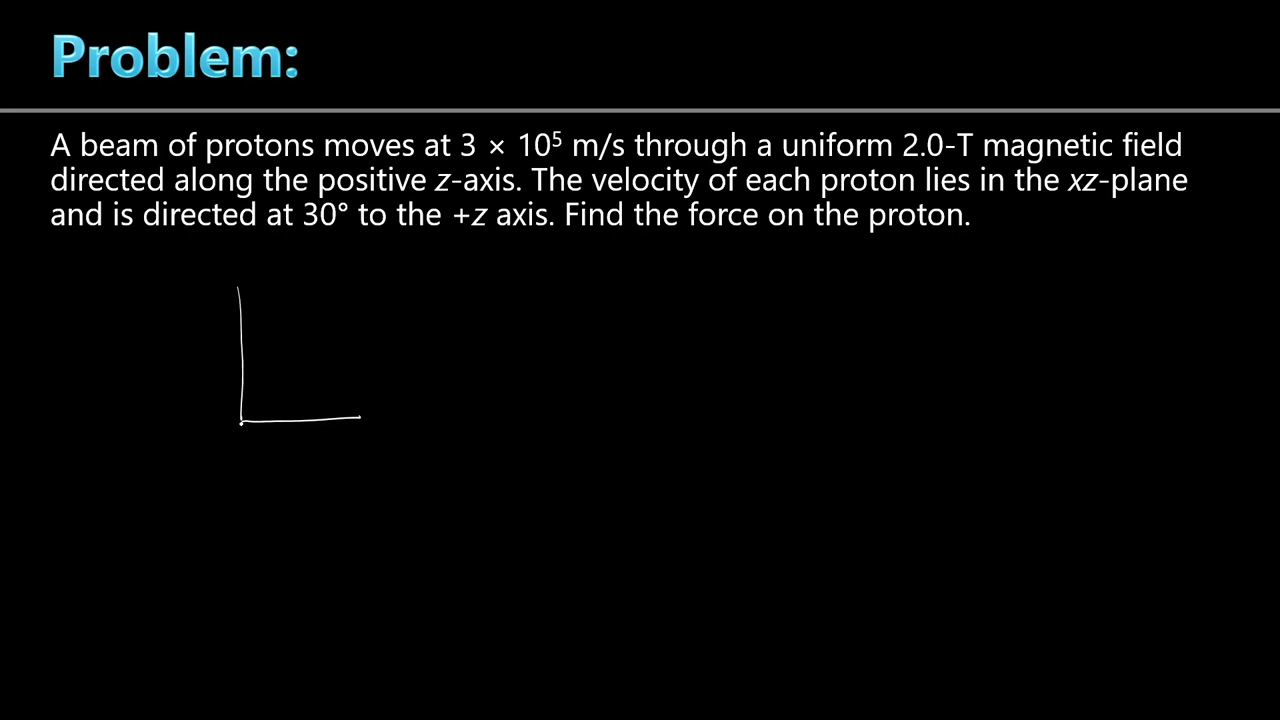 Problem:
A beam of protons moves at 3 × 10⁵ m/s through a uniform 2.0-T magnetic field
directed along the positive z-axis. The velocity of each proton lies in the xz-plane
and is directed at 30° to the +z axis. Find the force on the proton.